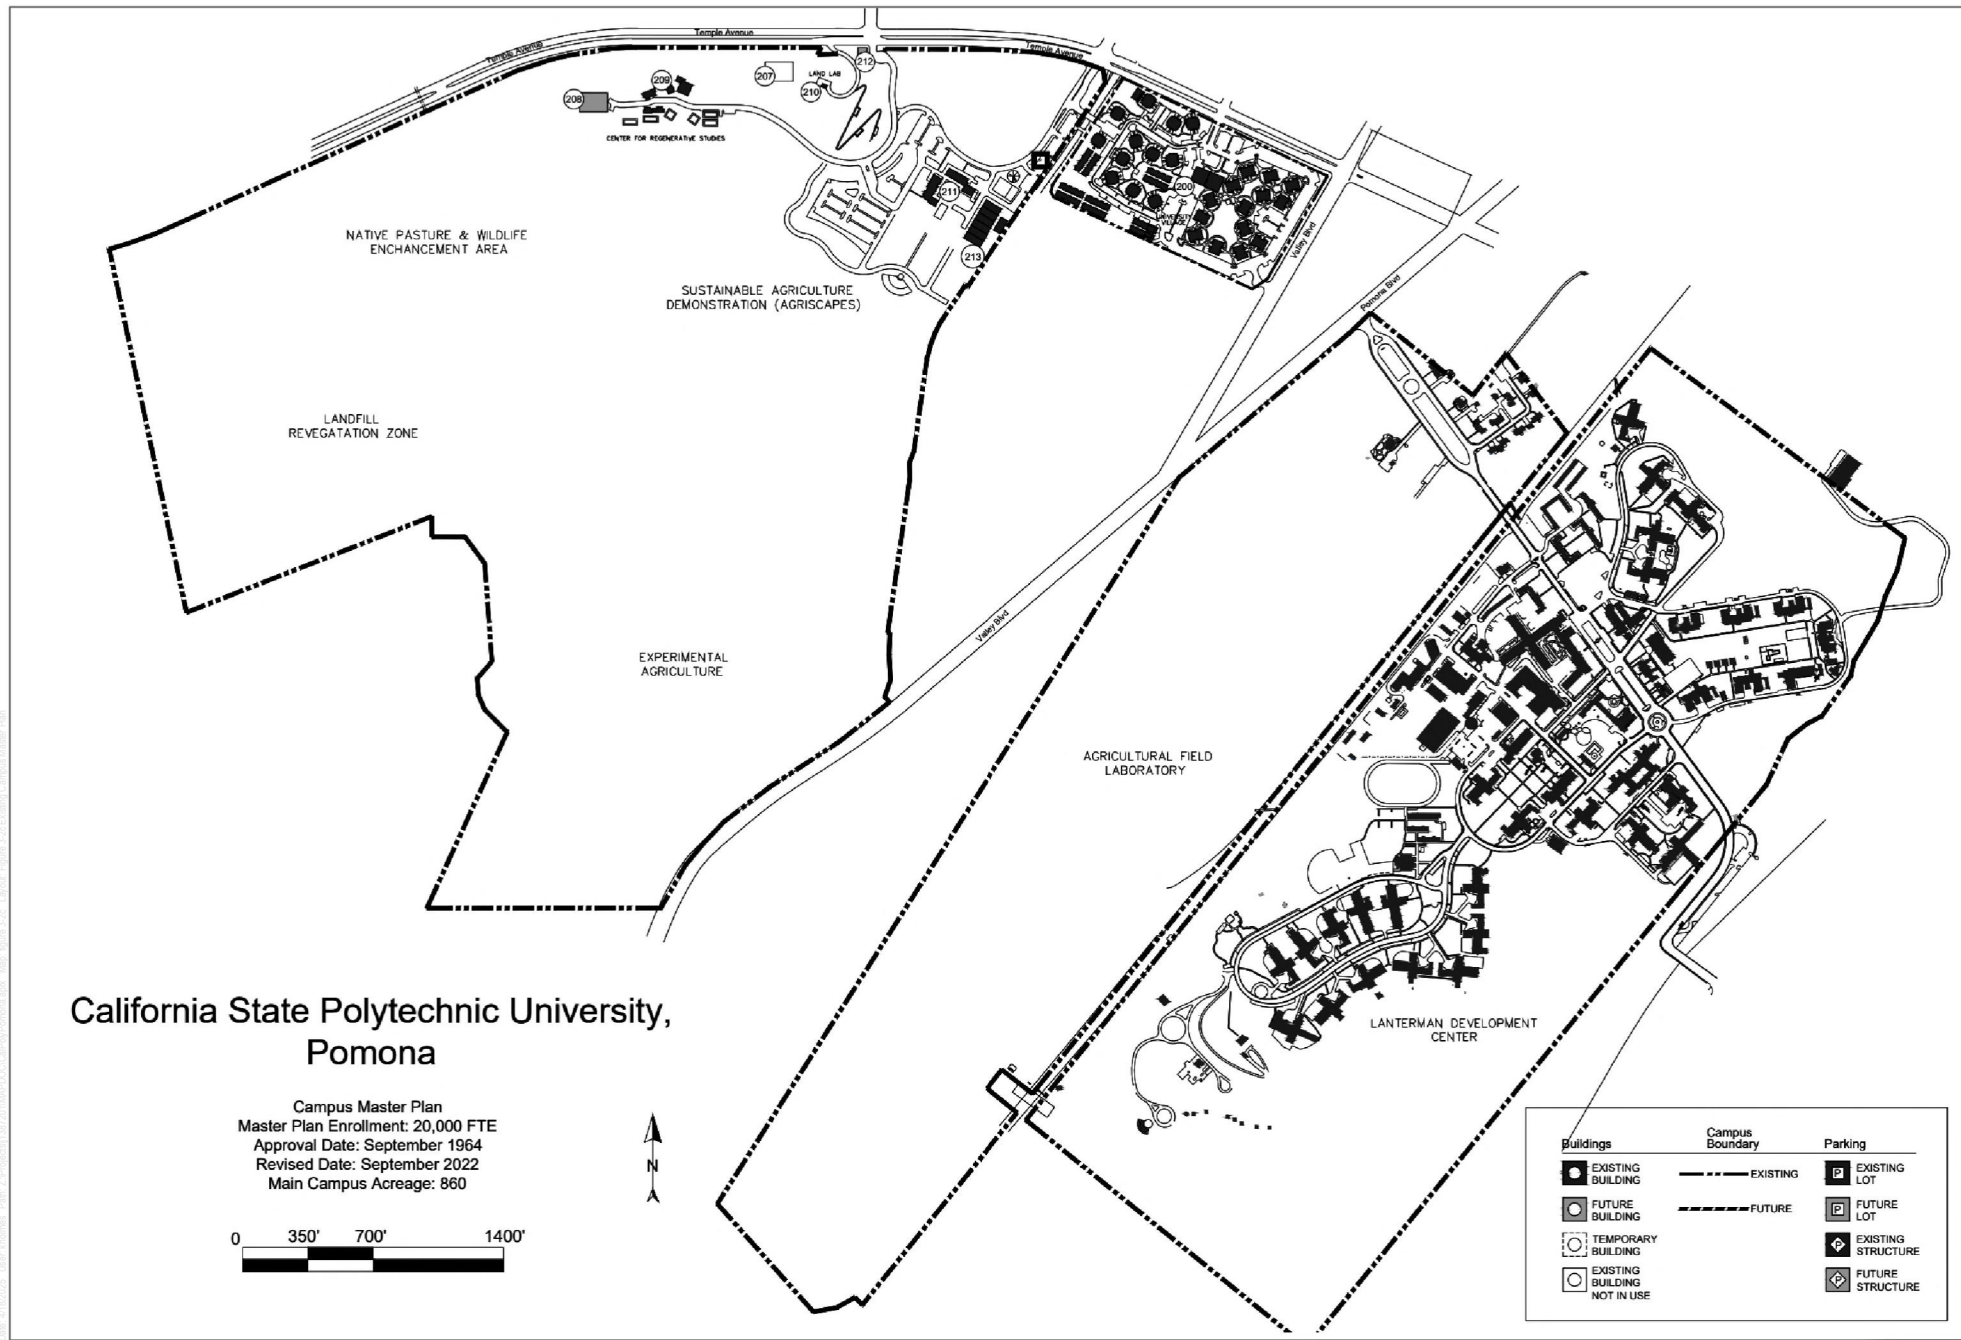 Temple Avenue
Temple Avenue
Temple Avenue
212
LAND LAB
207
209
210
208
CENTER FOR REGENERATIVE STUDIES
P
211
200
UNIVERSITY
VILLAGE
213
Valley Blvd
NATIVE PASTURE & WILDLIFE
ENCHANCEMENT AREA
SUSTAINABLE AGRICULTURE
DEMONSTRATION (AGRISCAPES)
Pomona Blvd
LANDFILL
REVEGATATION ZONE
Valley Blvd
EXPERIMENTAL
AGRICULTURE
AGRICULTURAL FIELD
LABORATORY
LANTERMAN DEVELOPMENT
CENTER
California State Polytechnic University,
Pomona
Campus Master Plan
Master Plan Enrollment: 20,000 FTE
Approval Date: September 1964
Revised Date: September 2022
Main Campus Acreage: 860
N
0 350' 700' 1400'
Buildings
EXISTING
BUILDING
FUTURE
BUILDING
TEMPORARY
BUILDING
EXISTING
BUILDING
NOT IN USE
Campus
Boundary
EXISTING
FUTURE
Parking
P EXISTING
LOT
P FUTURE
LOT
P EXISTING
STRUCTURE
P FUTURE
STRUCTURE